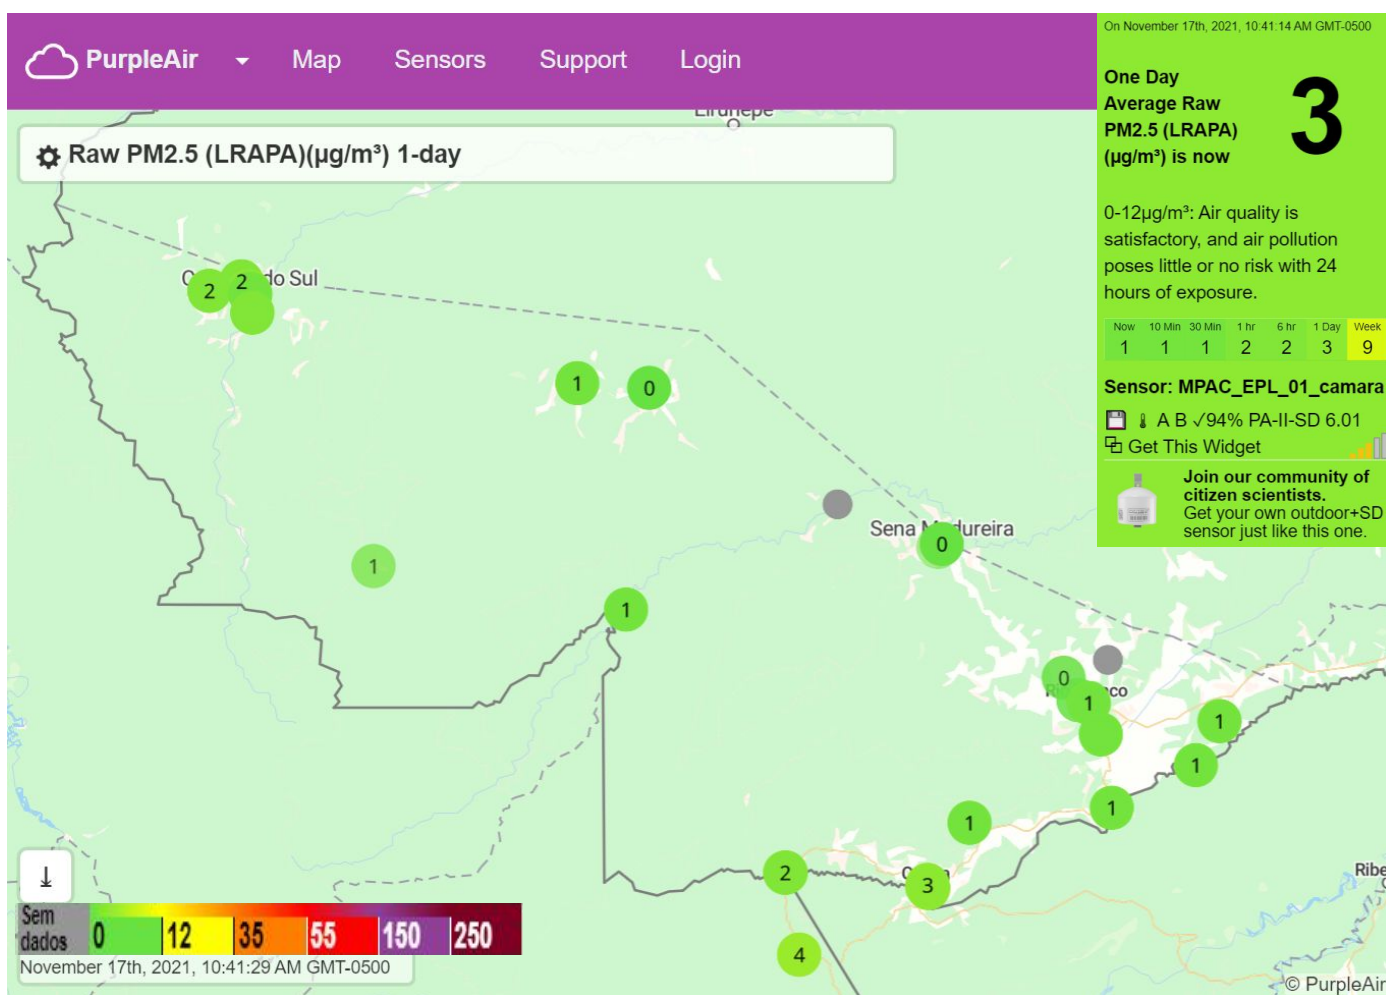 PurpleAir Map Sensors Support Login
On November 17th, 2021, 10:41:14 AM GMT-0500
One Day
Average Raw
PM2.5 (LRAPA)
(µg/m³) is now
3
0-12µg/m³: Air quality is
satisfactory, and air pollution
poses little or no risk with 24
hours of exposure.
Now 10 Min 30 Min 1 hr 6 hr 1 Day Week
1 1 1 2 2 3 9
Sensor: MPAC_EPL_01_camara
A B ✓94% PA-II-SD 6.01
Get This Widget
Join our community of
citizen scientists.
Get your own outdoor+SD
sensor just like this one.
Raw PM2.5 (LRAPA)(µg/m³) 1-day
do Sul
2
2
1
0
Sena Madureira
0
1
1
0
1
1
1
1
1
2
3
4
Ribe
Sem
dados
0 12 35 55 150 250
November 17th, 2021, 10:41:29 AM GMT-0500
© PurpleAir